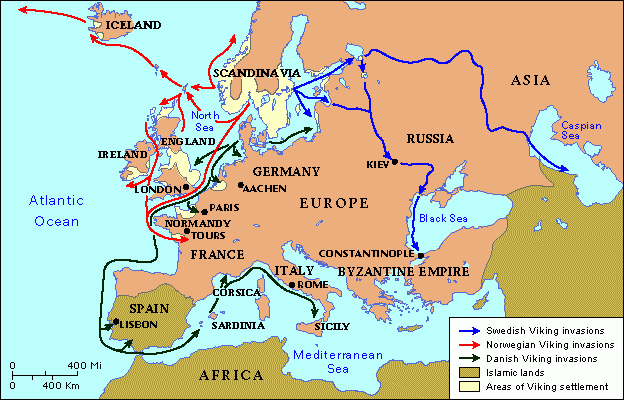 ICELAND
SCANDINAVIA
ASIA
North
Sea
ENGLAND
RUSSIA
Caspian
Sea
IRELAND
GERMANY
KIEV
LONDON
AACHEN
Atlantic
Ocean
PARIS
EUROPE
Black Sea
NORMANDY
TOURS
FRANCE
CONSTANTINOPLE
ITALY
BYZANTINE EMPIRE
ROME
CORSICA
SPAIN
LISBON
SARDINIA
SICILY
Mediterranean
Sea
AFRICA
0 400 Mi
0 400 Km
Swedish Viking invasions
Norwegian Viking invasions
Danish Viking invasions
Islamic lands
Areas of Viking settlement